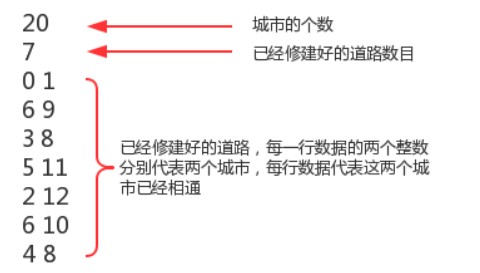 20 城市的个数
7 已经修建好的道路数目
0 1
6 9
3 8
5 11
2 12
6 10
4 8
已经修建好的道路，每一行数据的两个整数
分别代表两个城市，每行数据代表这两个城
市已经相通